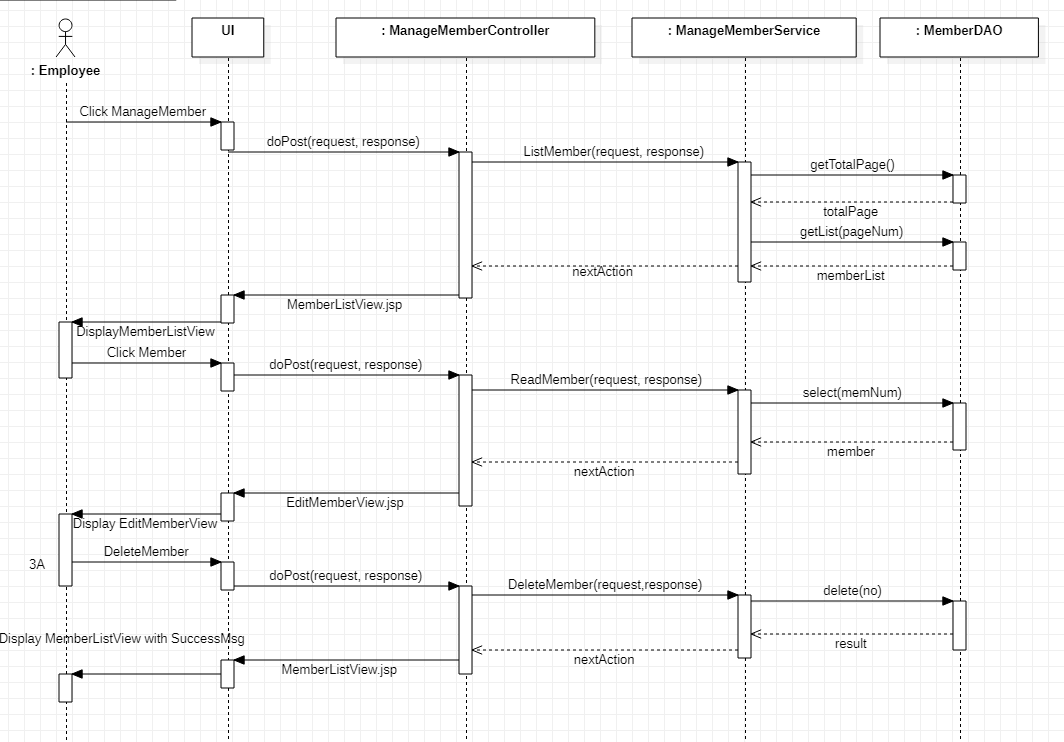 UI
: ManageMemberController
: ManageMemberService
: MemberDAO
: Employee
Click ManageMember
doPost(request, response)
ListMember(request, response)
getTotalPage()
totalPage
getList(pageNum)
nextAction
memberList
MemberListView.jsp
DisplayMemberListView
Click Member
doPost(request, response)
ReadMember(request, response)
select(memNum)
member
nextAction
EditMemberView.jsp
Display EditMemberView
DeleteMember
3A
doPost(request, response)
DeleteMember(request,response)
delete(no)
Display MemberListView with SuccessMsg
result
nextAction
MemberListView.jsp